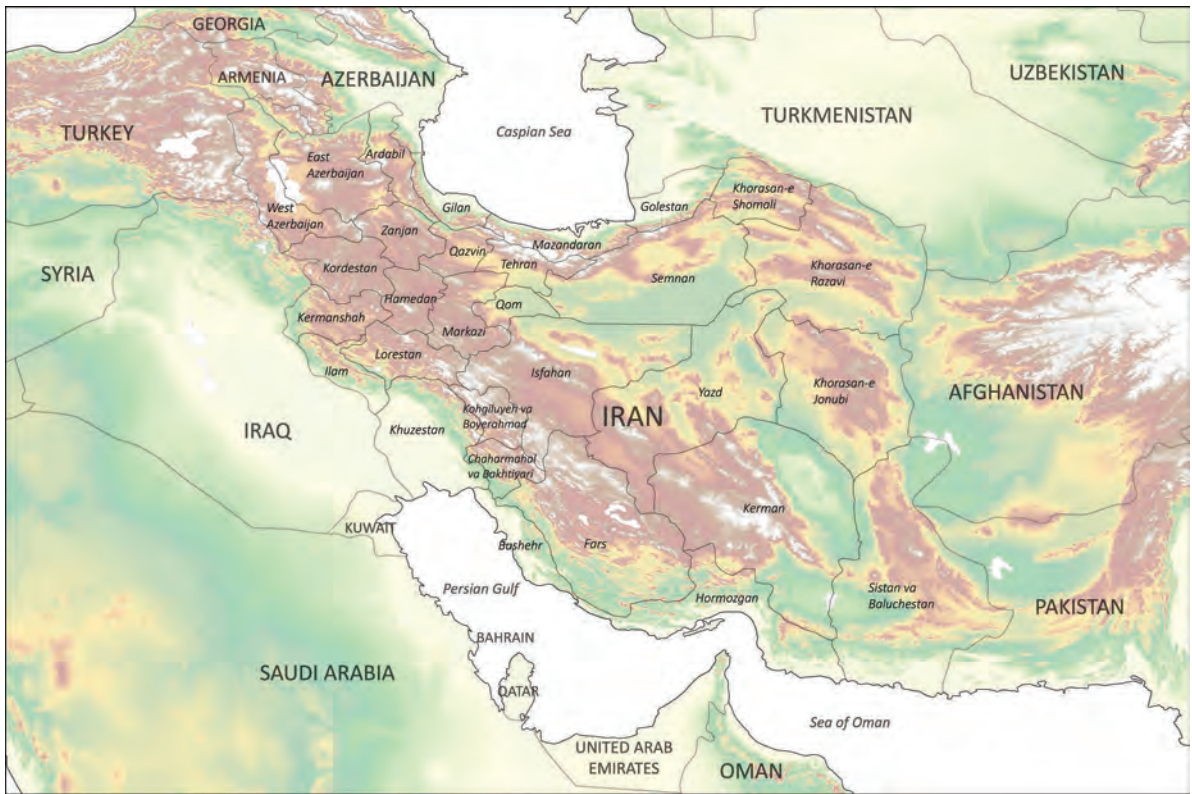 GEORGIA
ARMENIA
AZERBAIJAN
UZBEKISTAN
TURKMENISTAN
TURKEY
Caspian Sea
East
Azerbaijan
Ardabil
Khorasan-e
Shomali
West
Azerbaijan
Gilan
Golestan
Zanjan
Qazvin
Mazandaran
Tehran
SYRIA
Kordestan
Semnan
Khorasan-e
Razavi
Hamedan
Qom
Kermanshah
Markazi
Lorestan
Ilam
Isfahan
Khorasan-e
Jonubi
Yazd
AFGHANISTAN
IRAN
IRAQ
Khuzestan
Kohgiluyeh va
Boyerahmad
Chaharmahal
va Bakhtiyari
Kerman
KUWAIT
Bushehr
Fars
Persian Gulf
Hormozgan
Sistan va
Baluchestan
PAKISTAN
BAHRAIN
SAUDI ARABIA
QATAR
Sea of Oman
UNITED ARAB
EMIRATES
OMAN